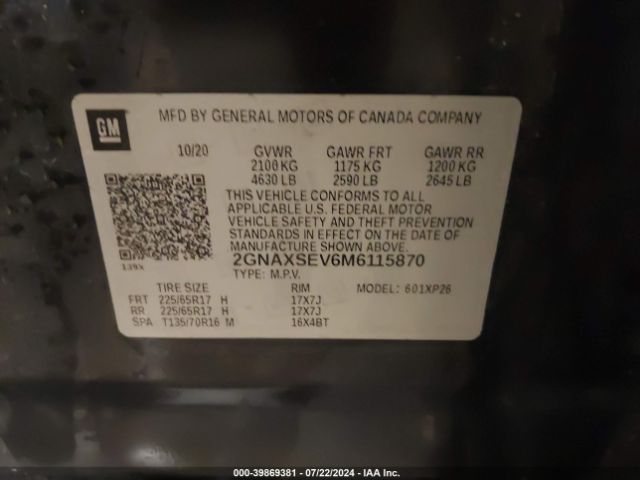 GM
MFD BY GENERAL MOTORS OF CANADA COMPANY
10/20 GVWR GAWR FRT GAWR RR
2100 KG 1175 KG 1200 KG
4630 LB 2590 LB 2645 LB
THIS VEHICLE CONFORMS TO ALL
APPLICABLE U.S. FEDERAL MOTOR
VEHICLE SAFETY AND THEFT PREVENTION
STANDARDS IN EFFECT ON THE DATE OF
MANUFACTURE SHOWN ABOVE.
139X 2GNAXSEV6M6115870
TYPE: M.P.V.
TIRE SIZE RIM MODEL: 601XP26
FRT 225/65R17 H 17X7J
RR 225/65R17 H 17X7J
SPA T135/70R16 M 16X4BT
000-39869381 - 07/22/2024 - IAA Inc.